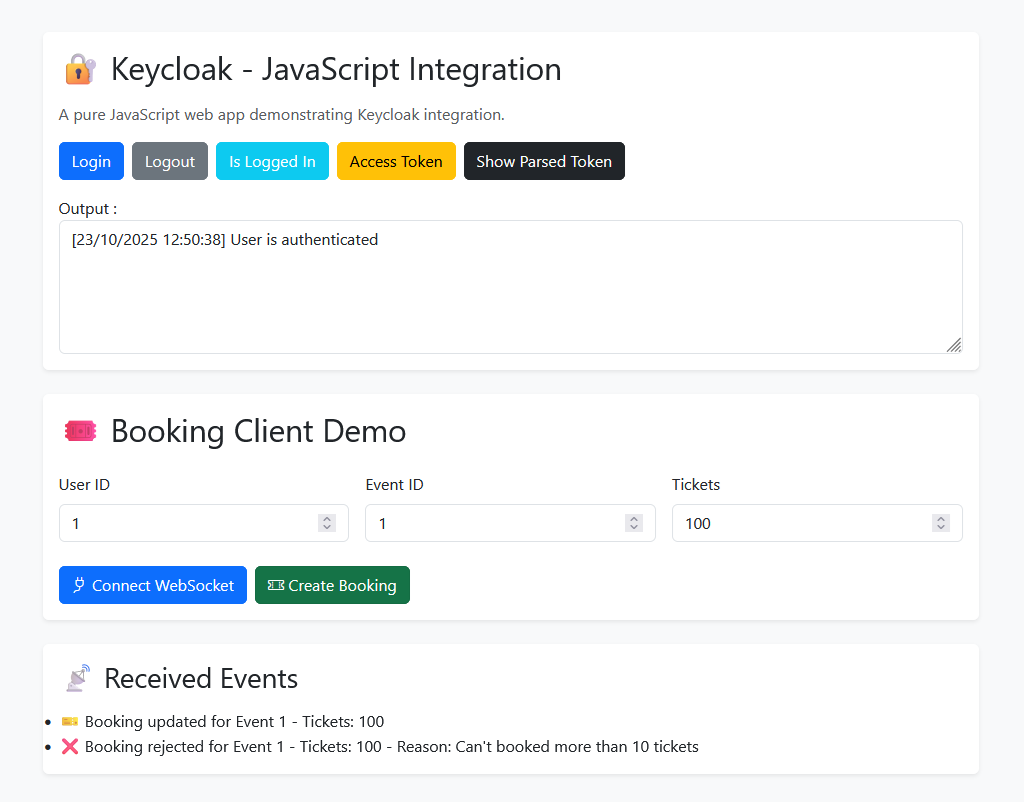 Keycloak - JavaScript Integration
A pure JavaScript web app demonstrating Keycloak integration.
Login Logout Is Logged In Access Token Show Parsed Token
Output :
[23/10/2025 12:50:38] User is authenticated
Booking Client Demo
User ID Event ID Tickets
1 1 100
Connect WebSocket Create Booking
Received Events
Booking updated for Event 1 - Tickets: 100
Booking rejected for Event 1 - Tickets: 100 - Reason: Can't booked more than 10 tickets